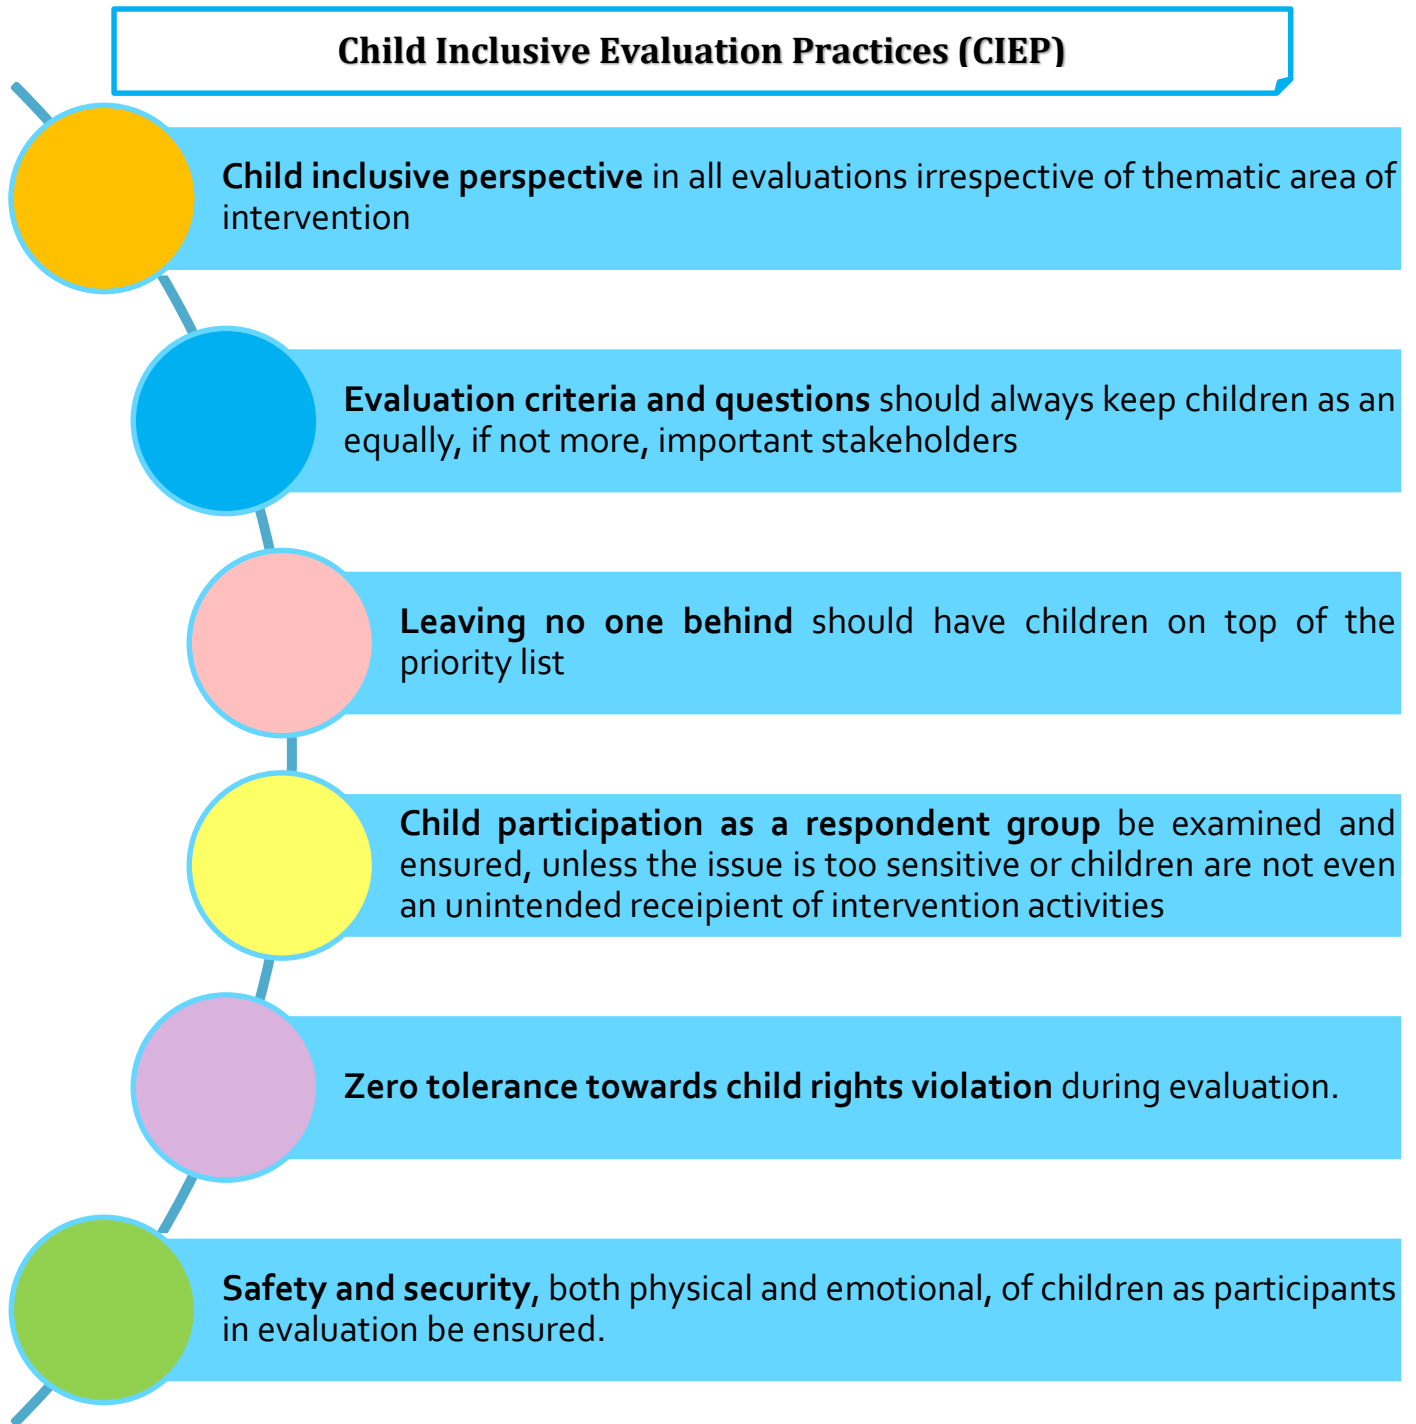 Child Inclusive Evaluation Practices (CIEP)
Child inclusive perspective in all evaluations irrespective of thematic area of
intervention
Evaluation criteria and questions should always keep children as an
equally, if not more, important stakeholders
Leaving no one behind should have children on top of the
priority list
Child participation as a respondent group be examined and
ensured, unless the issue is too sensitive or children are not even
an unintended receipient of intervention activities
Zero tolerance towards child rights violation during evaluation.
Safety and security, both physical and emotional, of children as participants
in evaluation be ensured.